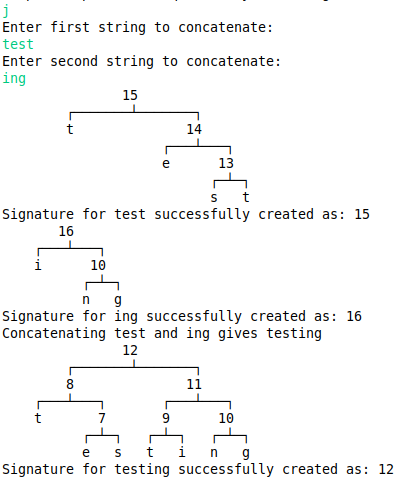 j
Enter first string to concatenate:
test
Enter second string to concatenate:
ing
15
t 14
e 13
s t
Signature for test successfully created as: 15
16
i 10
n g
Signature for ing successfully created as: 16
Concatenating test and ing gives testing
12
8 11
t 7 9 10
e s t i n g
Signature for testing successfully created as: 12